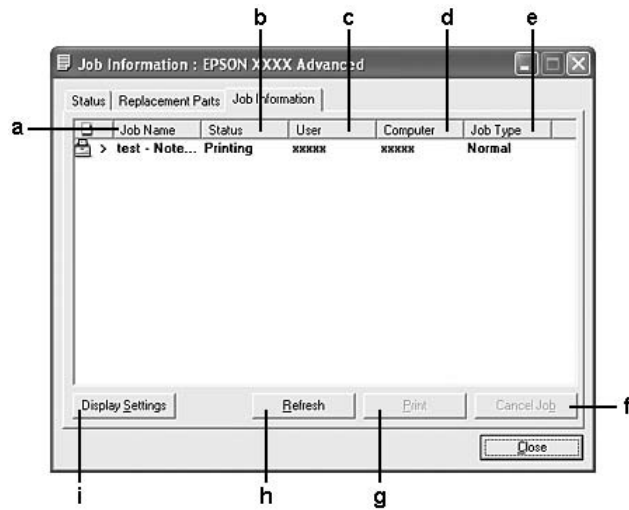 b c d e
Job Information : EPSON XXXX Advanced
Status Replacement Parts Job Information
a Job Name Status User Computer Job Type
> test - Note... Printing xxxxx xxxxx Normal
Display Settings Refresh Print Cancel Job f
Close
i h g